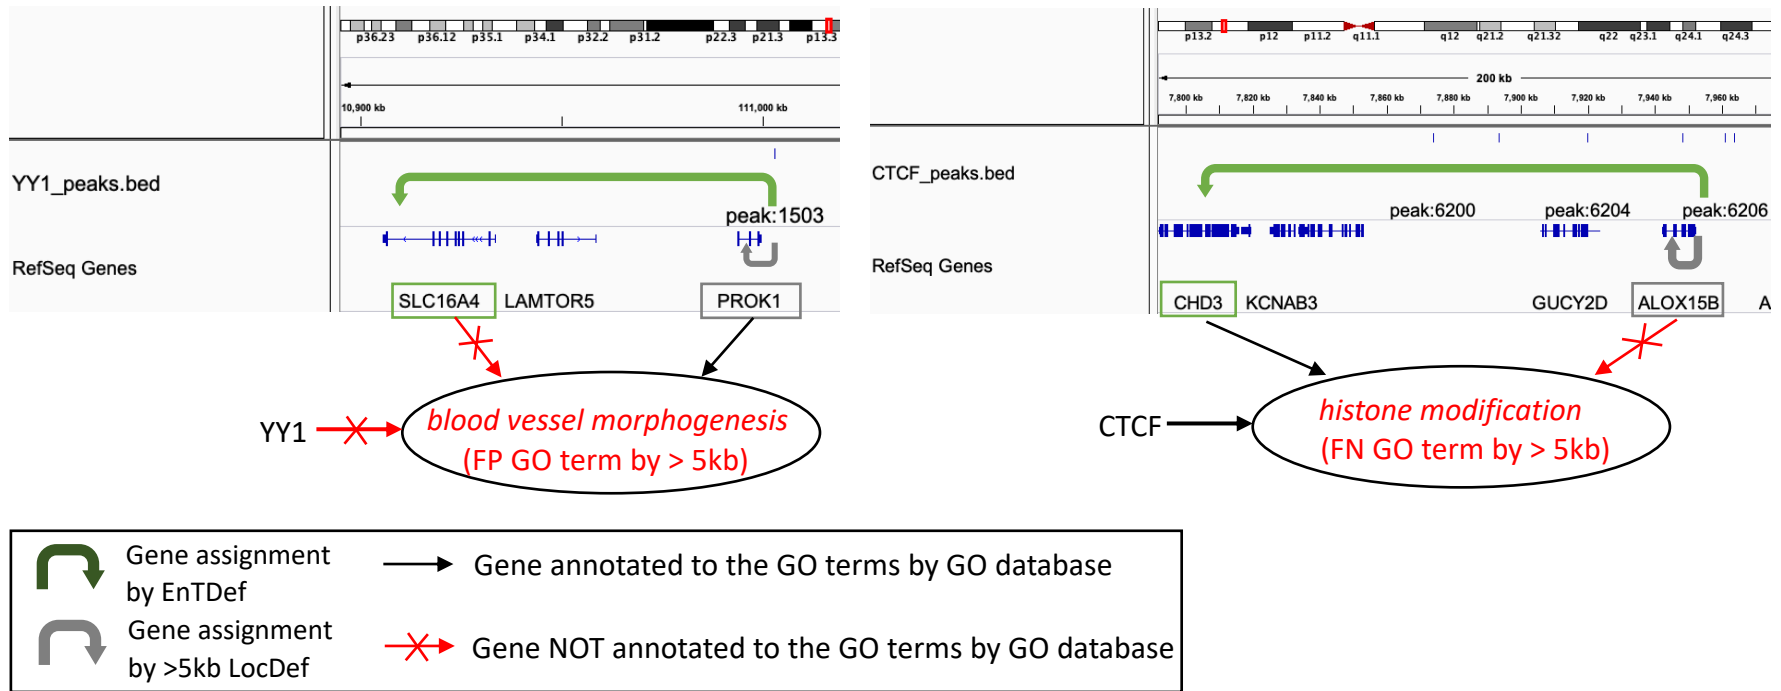 p36.23 p36.12 p35.1 p34.1 p32.2 p31.2 p22.3 p21.3 p13.3
10,900 kb 111,000 kb
YY1_peaks.bed
peak:1503
RefSeq Genes
SLC16A4 LAMTOR5 PROK1
YY1
blood vessel morphogenesis
(FP GO term by > 5kb)
p13.2 p12 p11.2 q11.1 q12 q21.2 q21.32 q22 q23.1 q24.1 q24.3
200 kb
7,800 kb 7,820 kb 7,840 kb 7,860 kb 7,880 kb 7,900 kb 7,920 kb 7,940 kb 7,960 kb
CTCF_peaks.bed
peak:6200 peak:6204 peak:6206
RefSeq Genes
CHD3 KCNAB3 GUCY2D ALOX15B A
CTCF
histone modification
(FN GO term by > 5kb)
Gene assignment
by EnTDef
Gene annotated to the GO terms by GO database
Gene assignment
by >5kb LocDef
Gene NOT annotated to the GO terms by GO database